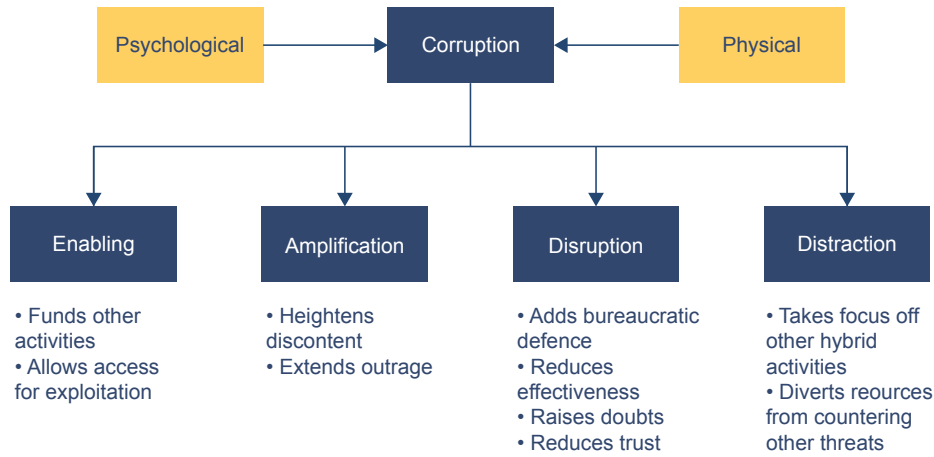 Psychological
Corruption
Physical
Enabling
Amplification
Disruption
Distraction
• Funds other
activities
• Allows access
for exploitation
• Heightens
discontent
• Extends outrage
• Adds bureaucratic
defence
• Reduces
effectiveness
• Raises doubts
• Reduces trust
• Takes focus off
other hybrid
activities
• Diverts reources
from countering
other threats